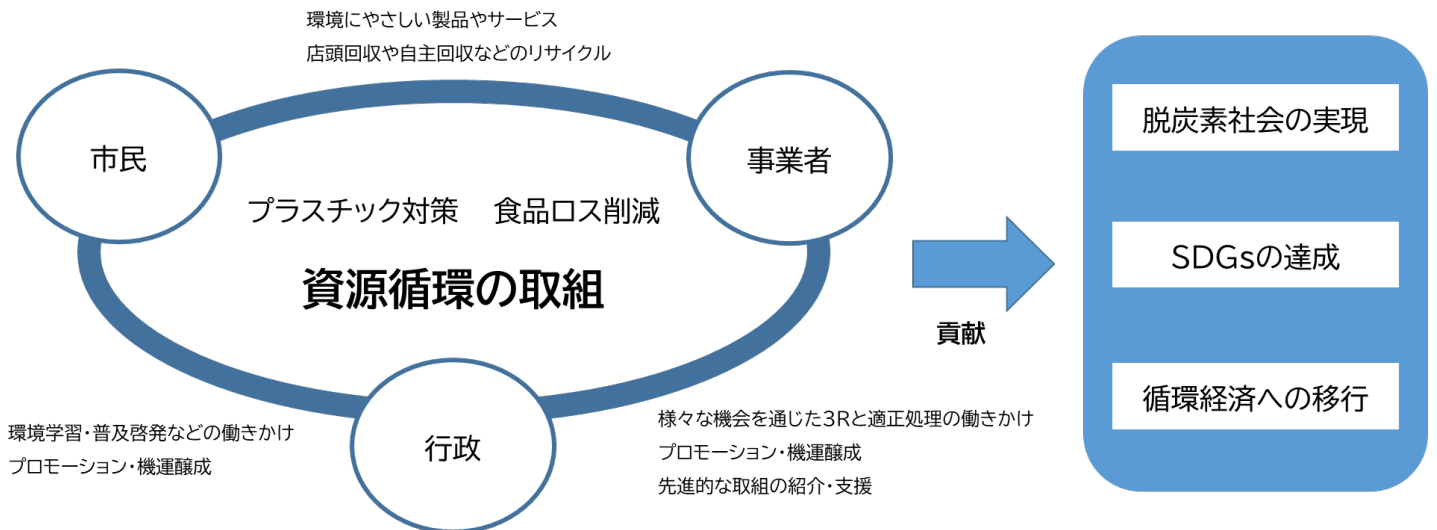 環境にやさしい製品やサービス
店頭回収や自主回収などのリサイクル
市民
事業者
プラスチック対策　食品ロス削減
資源循環の取組
行政
環境学習・普及啓発などの働きかけ
プロモーション・機運醸成
様々な機会を通じた3Rと適正処理の働きかけ
プロモーション・機運醸成
先進的な取組の紹介・支援
貢献
脱炭素社会の実現
SDGsの達成
循環経済への移行